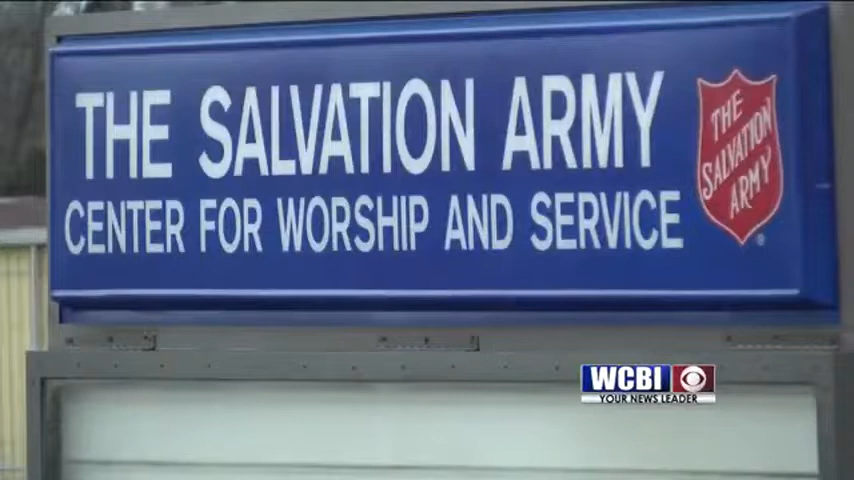 THE SALVATION ARMY
CENTER FOR WORSHIP AND SERVICE
THE
SALVATION
ARMY
®
WCBI
YOUR NEWS LEADER